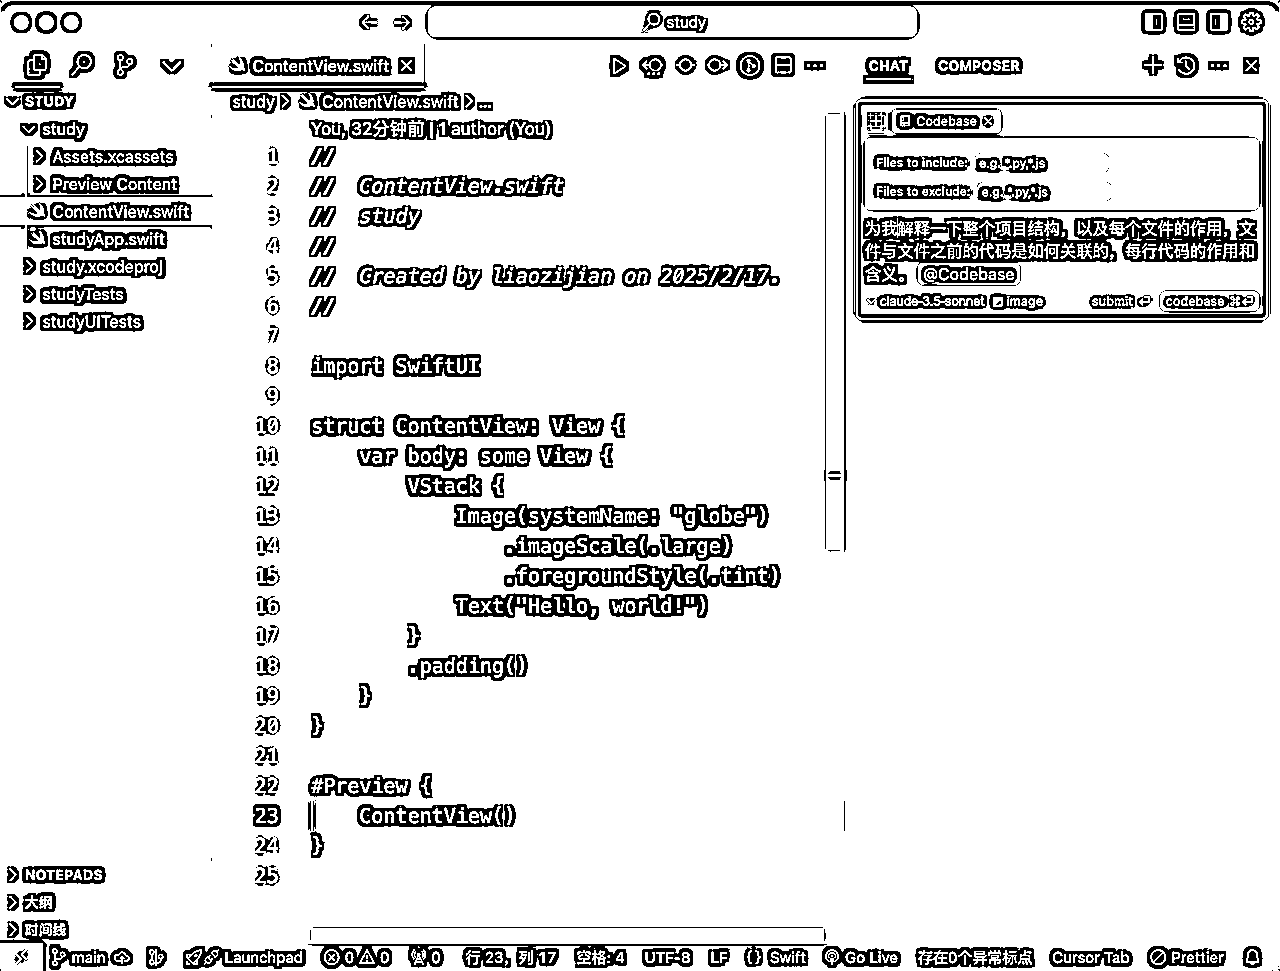 study
ContentView.swift
CHAT COMPOSER
STUDY
study
Assets.xcassets
Preview Content
ContentView.swift
studyApp.swift
study.xcodeproj
studyTests
studyUITests
NOTEPADS
大纲
时间线
study > ContentView.swift > ...
You, 32分钟前 | 1 author (You)
1 //
2 //  ContentView.swift
3 //  study
4 //
5 //  Created by liaozijian on 2025/2/17.
6 //
7
8 import SwiftUI
9
10 struct ContentView: View {
11     var body: some View {
12         VStack {
13             Image(systemName: "globe")
14                 .imageScale(.large)
15                 .foregroundStyle(.tint)
16             Text("Hello, world!")
17         }
18         .padding()
19     }
20 }
21
22 #Preview {
23     ContentView()
24 }
25
Codebase
Files to include: e.g. *.py,*.js
Files to exclude: e.g. *.py,*.js
为我解释一下整个项目结构，以及每个文件的作用，文
件与文件之前的代码是如何关联的，每行代码的作用和
含义。 @Codebase
claude-3.5-sonnet image submit codebase ⌘⏎
main Launchpad 0 0 0 行 23, 列 17 空格: 4 UTF-8 LF Swift Go Live 存在0个异常标点 Cursor Tab Prettier